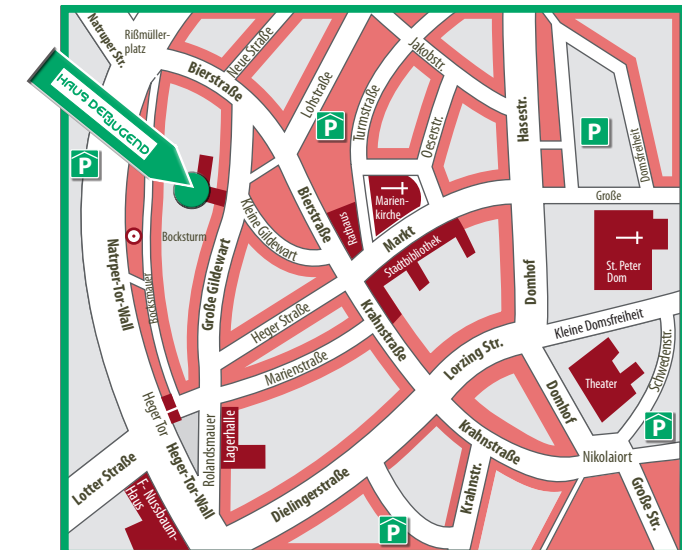 Natruper Str.
Rißmüller-
platz
Neue Straße
Bierstraße
HAUS DER JUGEND
P
Lohstraße
P
Turmstraße
Jakobstr.
Oeserstr.
Hasestr.
P
Domsfreiheit
Große
Marien-
kirche
Rathaus
Bierstraße
Kleine Gildewart
Markt
Stadtbibliothek
Bocksturm
Große Gildewart
Natrper-Tor-Wall
Bocksmauer
St. Peter
Dom
Domhof
Heger Straße
Krahnstraße
Kleine Domsfreiheit
Lorzing Str.
Marienstraße
Schwedenstr.
Theater
Domhof
Heger Tor
Rolandsmauer
Lagerhalle
Heger-Tor-Wall
Krahnstraße
P
Nikolaiort
Lotter Straße
F- Nussbaum-
Haus
Dielingerstraße
Krahnstr.
Große Str.
P